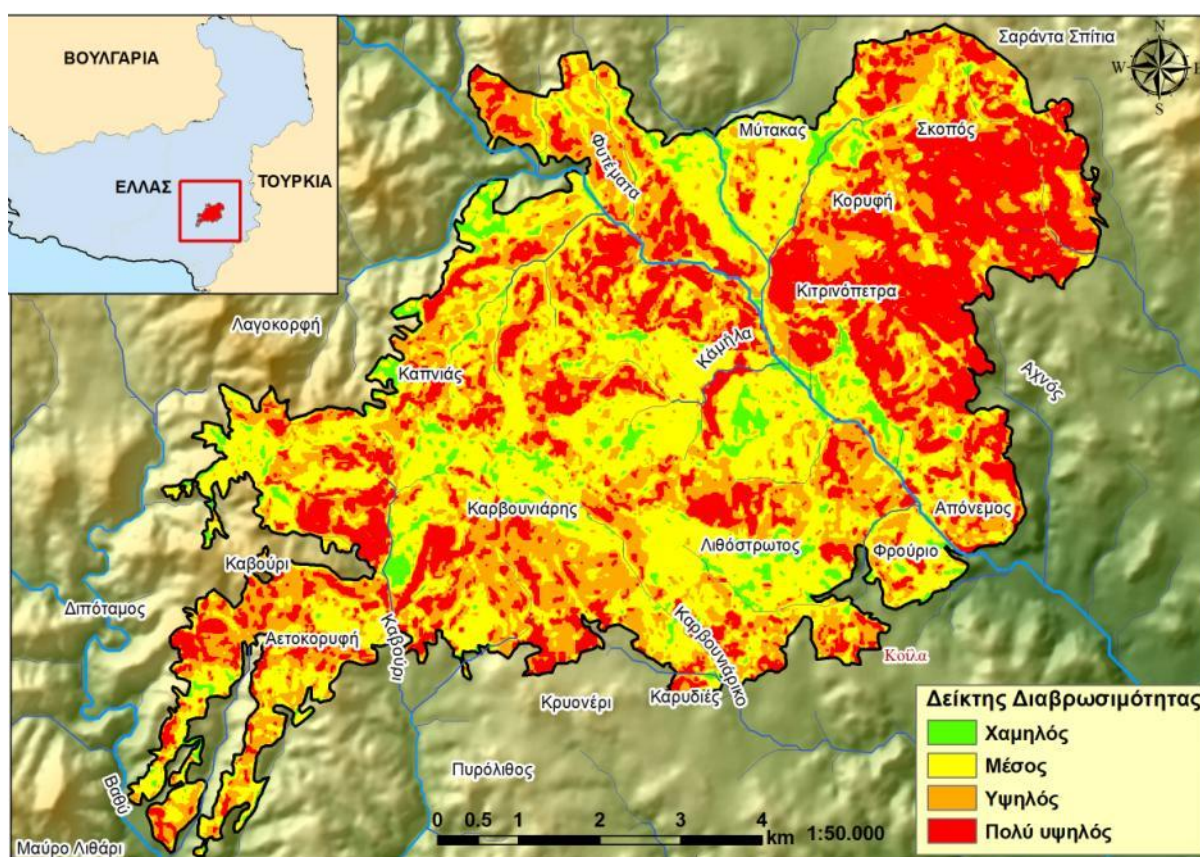 ΒΟΥΛΓΑΡΙΑ
ΕΛΛΑΣ
ΤΟΥΡΚΙΑ
Σαράντα Σπίτια
N
W
E
S
Μύτακας
Σκοπός
Φυτέματα
Κορυφή
Κιτρινόπετρα
Λαγοκορφή
Κάμήλα
Καπνιάς
Αχνός
Καρβουνιάρης
Απόνεμος
Λιθόστρωτος
Φρούριο
Καβούρι
Διπόταμος
Αετοκορυφή
Καβούρι
Καρβουνιάρικο
Κοίλα
Κρυονέρι
Καρυδιές
Πυρόλιθος
Βαθύ
Μαύρο Λιθάρι
Δείκτης Διαβρωσιμότητας
Χαμηλός
Μέσος
Υψηλός
Πολύ υψηλός
0 0.5 1 2 3 4
km
1:50.000